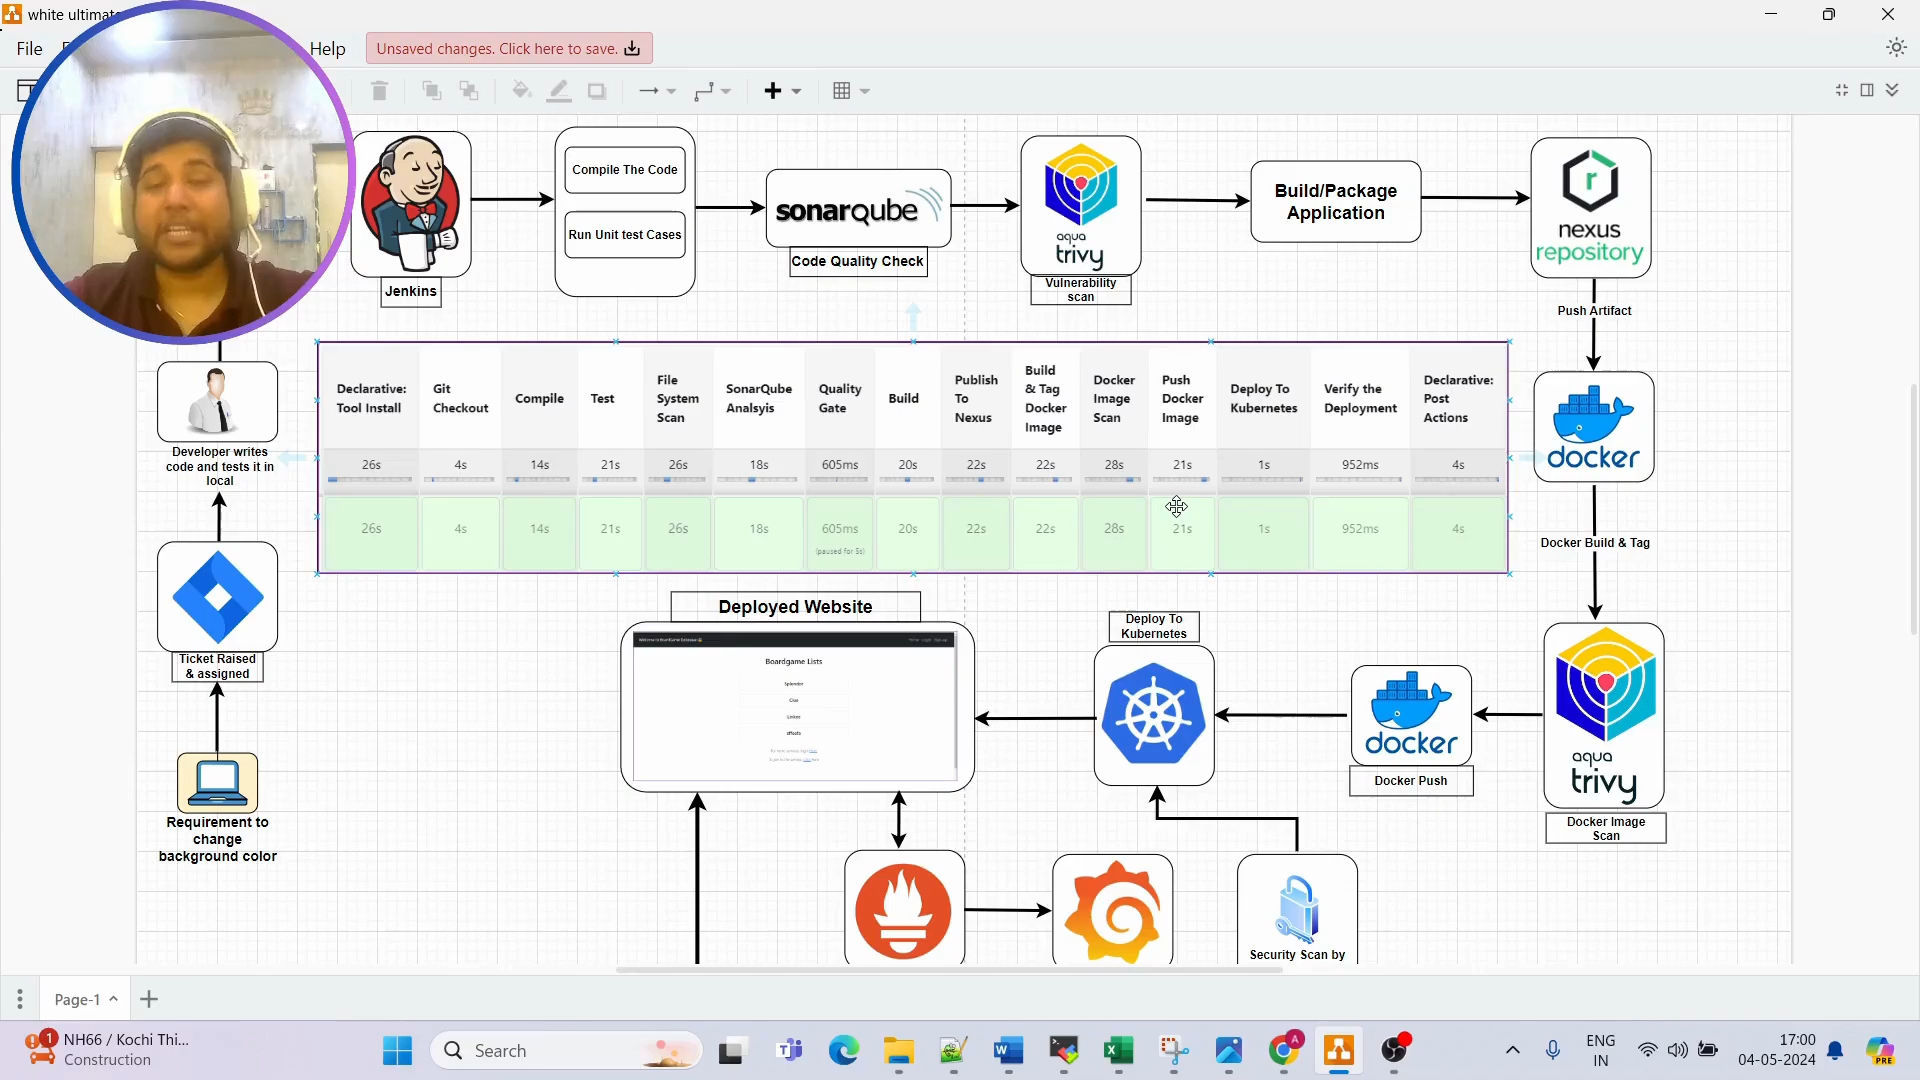 white ultimat
File
Help
Unsaved changes. Click here to save.
Jenkins
Compile The Code
Run Unit test Cases
sonarqube
Code Quality Check
aqua
trivy
Vulnerability
scan
Build/Package
Application
r
nexus
repository
Push Artifact
docker
Docker Build & Tag
aqua
trivy
Docker Image
Scan
docker
Docker Push
Deploy To
Kubernetes
Deployed Website
Boardgame Lists
Splendor
Clue
Linkee
Developer writes
code and tests it in
local
Ticket Raised
& assigned
Requirement to
change
background color
Declarative:
Tool Install
Git
Checkout
Compile
Test
File
System
Scan
SonarQube
Analsyis
Quality
Gate
Build
Publish
To
Nexus
Build
& Tag
Docker
Image
Docker
Image
Scan
Push
Docker
Image
Deploy To
Kubernetes
Verify the
Deployment
Declarative:
Post
Actions
26s 4s 14s 21s 26s 18s 605ms 20s 22s 22s 28s 21s 1s 952ms 4s
26s 4s 14s 21s 26s 18s 605ms 20s 22s 22s 28s 21s 1s 952ms 4s
(paused for 5s)
Security Scan by
Page-1
1
NH66 / Kochi Thi...
Construction
Search
A
PRE
ENG
IN
17:00
04-05-2024